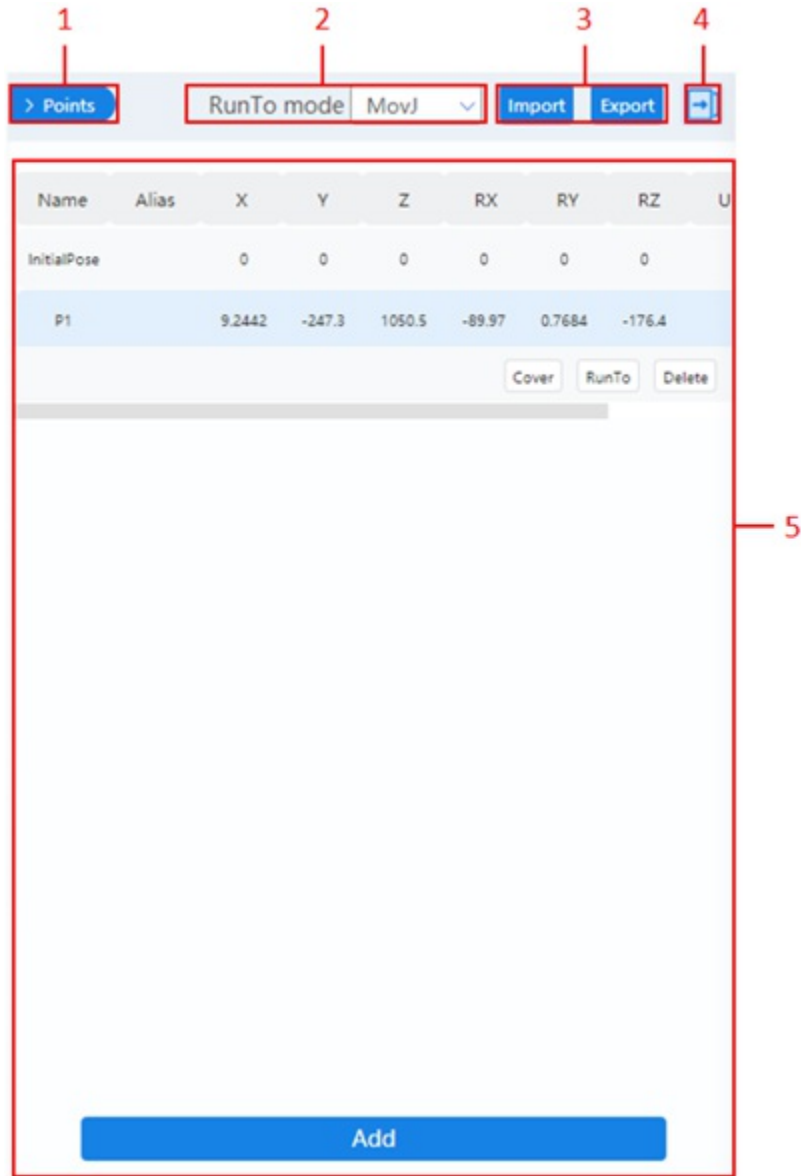 1 2 3 4
> Points RunTo mode MovJ Import Export
Name Alias X Y Z RX RY RZ U
InitialPose 0 0 0 0 0 0
P1 9.2442 -247.3 1050.5 -89.97 0.7684 -176.4
Cover RunTo Delete
5
Add